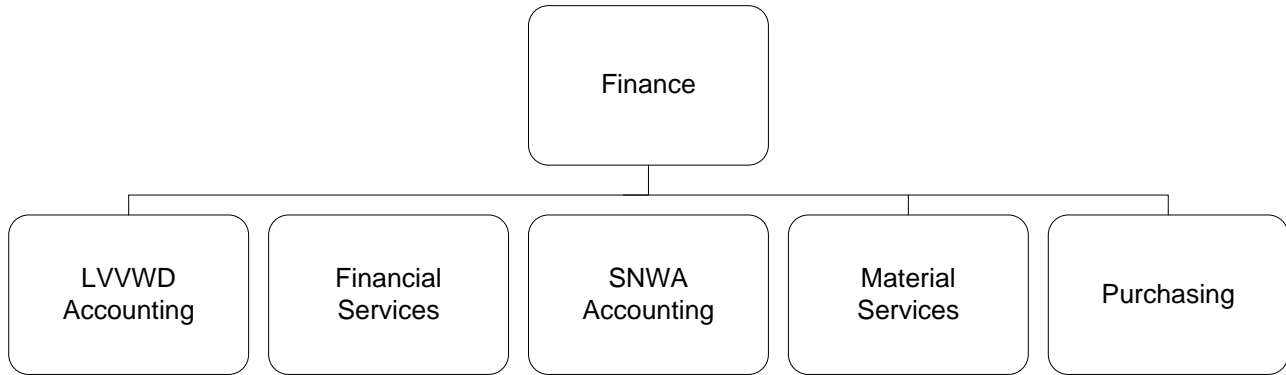 Finance
LVVWD
Accounting
Financial
Services
SNWA
Accounting
Material
Services
Purchasing